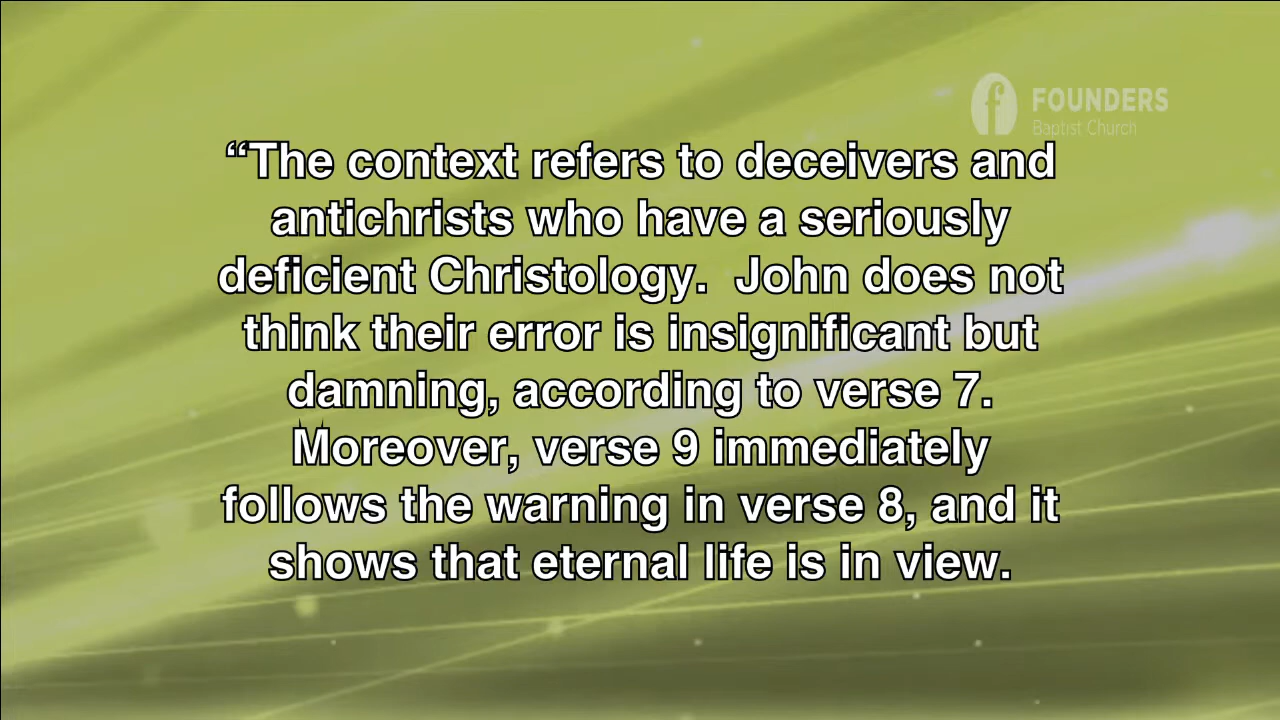 FOUNDERS
Baptist Church
“The context refers to deceivers and
antichrists who have a seriously
deficient Christology.  John does not
think their error is insignificant but
damning, according to verse 7.
Moreover, verse 9 immediately
follows the warning in verse 8, and it
shows that eternal life is in view.